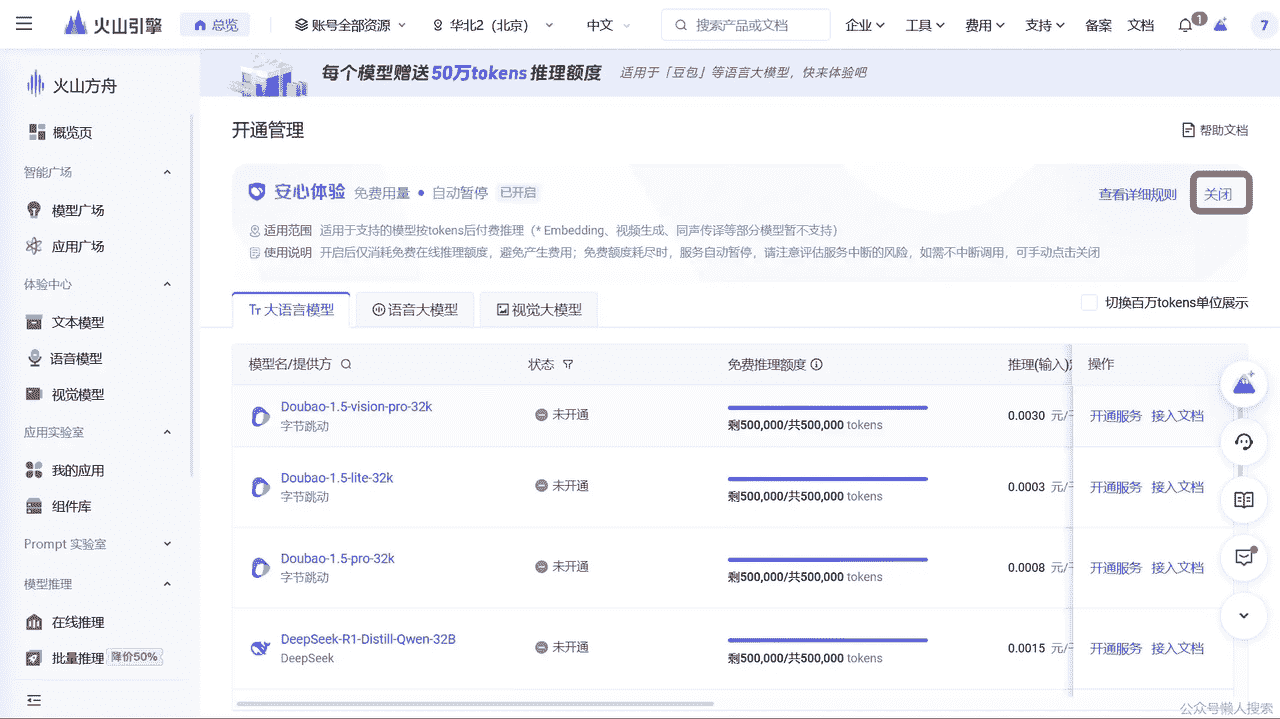 火山引擎 总览 账号全部资源 华北2（北京） 中文 搜索产品或文档 企业 工具 费用 支持 备案 文档 1 7
火山方舟
概览页
智能广场
模型广场
应用广场
体验中心
文本模型
语音模型
视觉模型
应用实验室
我的应用
组件库
Prompt 实验室
模型推理
在线推理
批量推理 降价50%
每个模型赠送50万tokens推理额度 适用于「豆包」等语言大模型，快来体验吧
开通管理 帮助文档
安心体验 免费用量 • 自动暂停 已开启 查看详细规则 关闭
适用范围 适用于支持的模型按tokens后付费推理（* Embedding、视频生成、同声传译等部分模型暂不支持）
使用说明 开启后仅消耗免费在线推理额度，避免产生费用；免费额度耗尽时，服务自动暂停，请注意评估服务中断的风险，如需不中断调用，可手动点击关闭
Tт 大语言模型 语音大模型 视觉大模型 切换百万tokens单位展示
模型名/提供方 状态 免费推理额度 推理(输入) 操作
Doubao-1.5-vision-pro-32k
字节跳动 未开通 剩500,000/共500,000 tokens 0.0030 元/ 开通服务 接入文档
Doubao-1.5-lite-32k
字节跳动 未开通 剩500,000/共500,000 tokens 0.0003 元/ 开通服务 接入文档
Doubao-1.5-pro-32k
字节跳动 未开通 剩500,000/共500,000 tokens 0.0008 元/ 开通服务 接入文档
DeepSeek-R1-Distill-Qwen-32B
DeepSeek 未开通 剩500,000/共500,000 tokens 0.0015 元/ 开通服务 接入文档
公众号懒人搜索